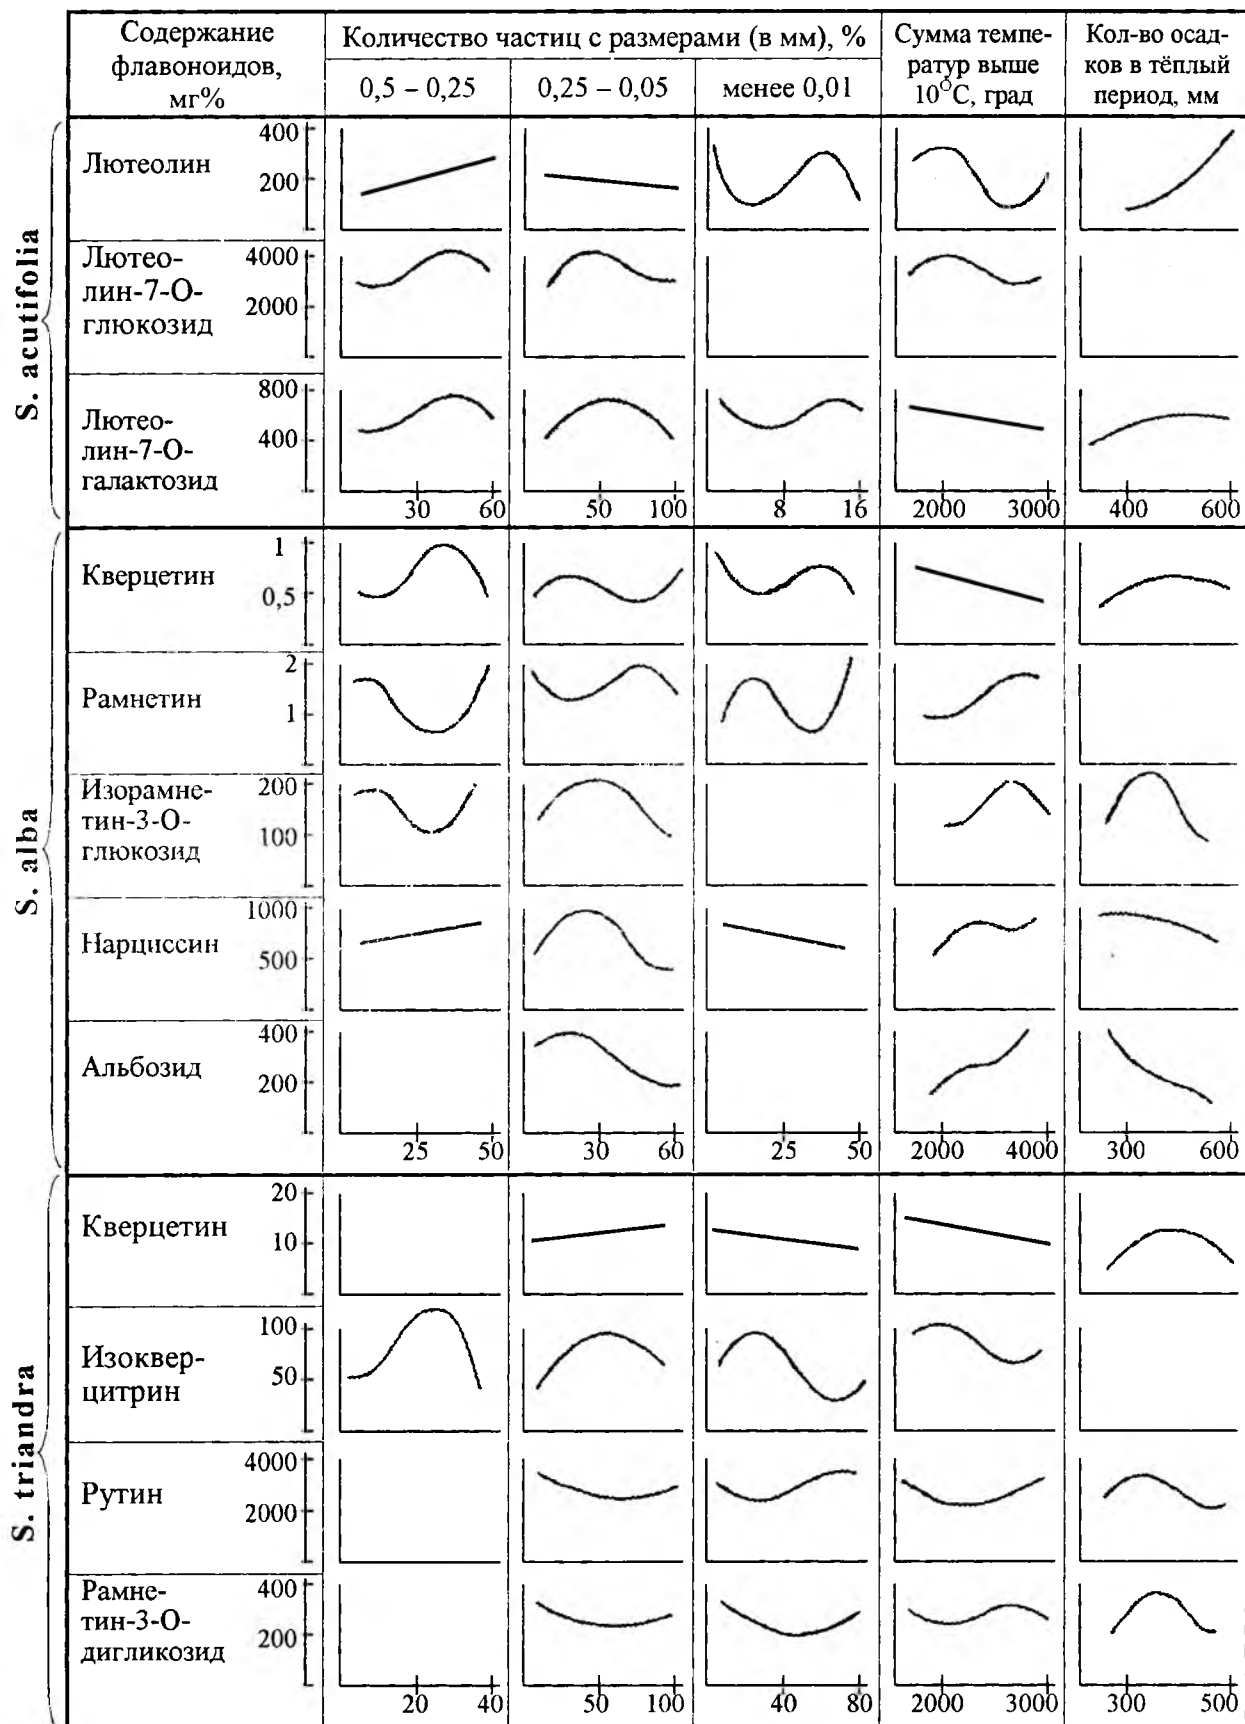 Содержание
флавоноидов,
мг%
Количество частиц с размерами (в мм), %
0,5 – 0,25
0,25 – 0,05
менее 0,01
Сумма темпе-
ратур выше
10°C, град
Кол-во осад-
ков в тёплый
период, мм
S. acutifolia
Лютеолин
400
200
Лютео-
лин-7-О-
глюкозид
4000
2000
Лютео-
лин-7-О-
галактозид
800
400
30 60
50 100
8 16
2000 3000
400 600
S. alba
Кверцетин
1
0,5
Рамнетин
2
1
Изорамне-
тин-3-О-
глюкозид
200
100
Нарциссин
1000
500
Альбозид
400
200
25 50
30 60
25 50
2000 4000
300 600
S. triandra
Кверцетин
20
10
Изоквер-
цитрин
100
50
Рутин
4000
2000
Рамне-
тин-3-О-
дигликозид
400
200
20 40
50 100
40 80
2000 3000
300 500